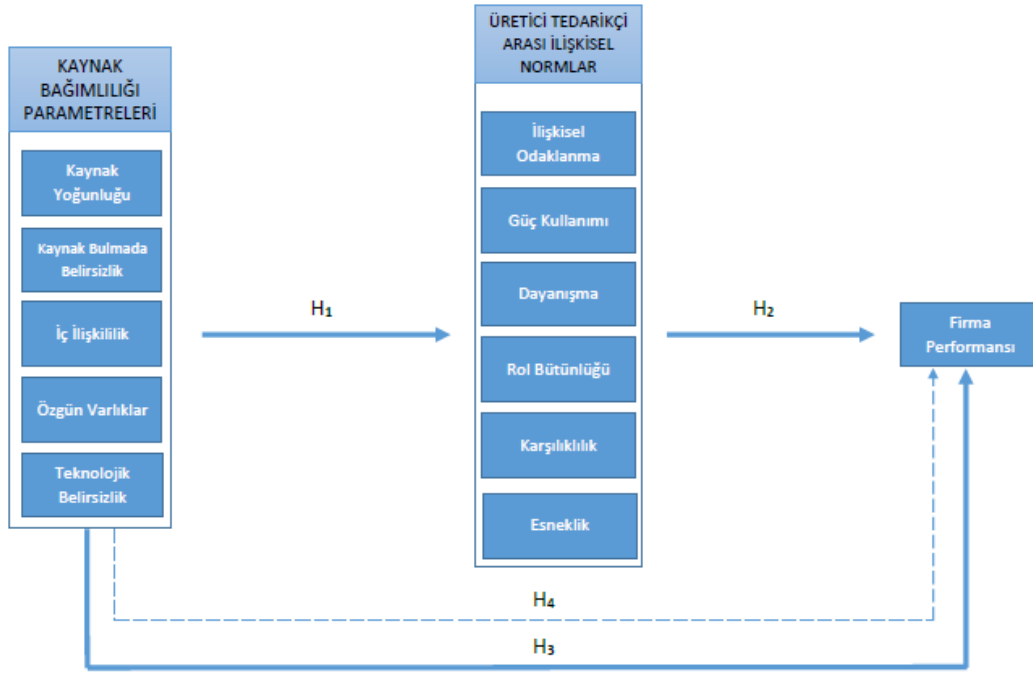 KAYNAK
BAĞIMLILIĞI
PARAMETRELERİ
Kaynak
Yoğunluğu
Kaynak Bulmada
Belirsizlik
İç İlişkililik
Özgün Varlıklar
Teknolojik
Belirsizlik
H₁
ÜRETİCİ TEDARİKÇİ
ARASI İLİŞKİSEL
NORMLAR
İlişkisel
Odaklanma
Güç Kullanımı
Dayanışma
Rol Bütünlüğü
Karşılıklılık
Esneklik
H₂
Firma
Performansı
H₄
H₃